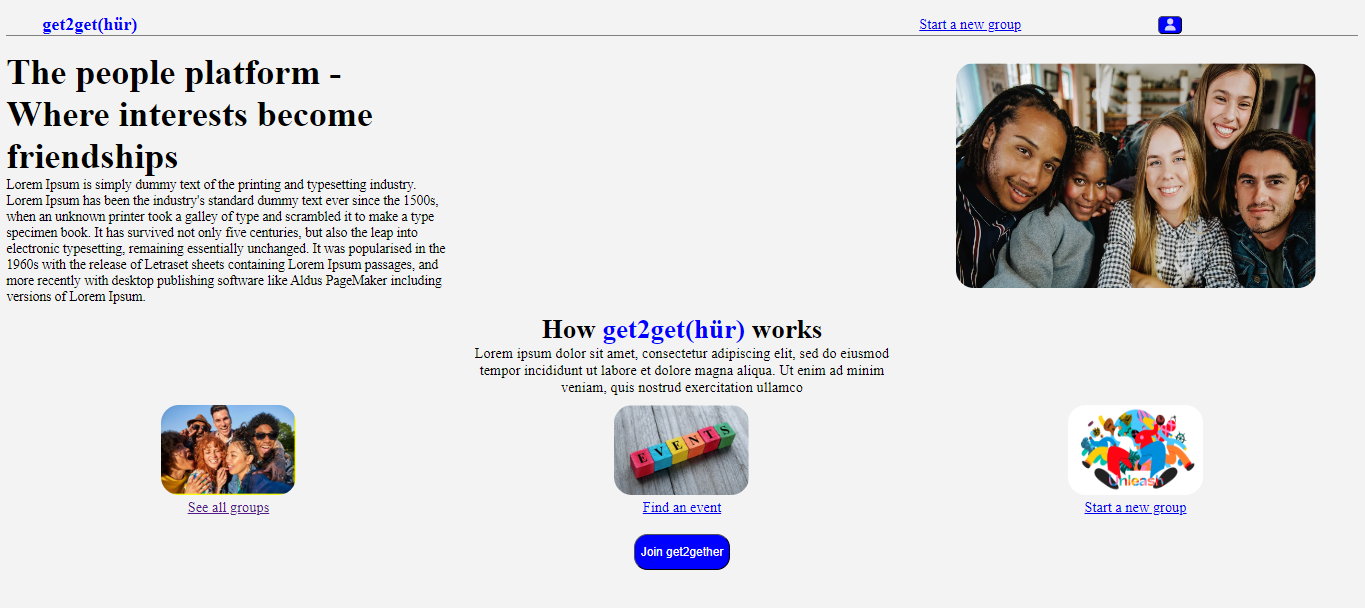 get2get(hür)
Start a new group
The people platform -
Where interests become
friendships
Lorem Ipsum is simply dummy text of the printing and typesetting industry.
Lorem Ipsum has been the industry's standard dummy text ever since the 1500s,
when an unknown printer took a galley of type and scrambled it to make a type
specimen book. It has survived not only five centuries, but also the leap into
electronic typesetting, remaining essentially unchanged. It was popularised in the
1960s with the release of Letraset sheets containing Lorem Ipsum passages, and
more recently with desktop publishing software like Aldus PageMaker including
versions of Lorem Ipsum.
How get2get(hür) works
Lorem ipsum dolor sit amet, consectetur adipiscing elit, sed do eiusmod
tempor incididunt ut labore et dolore magna aliqua. Ut enim ad minim
veniam, quis nostrud exercitation ullamco
EVENTS
Unleash
See all groups
Find an event
Start a new group
Join get2gether